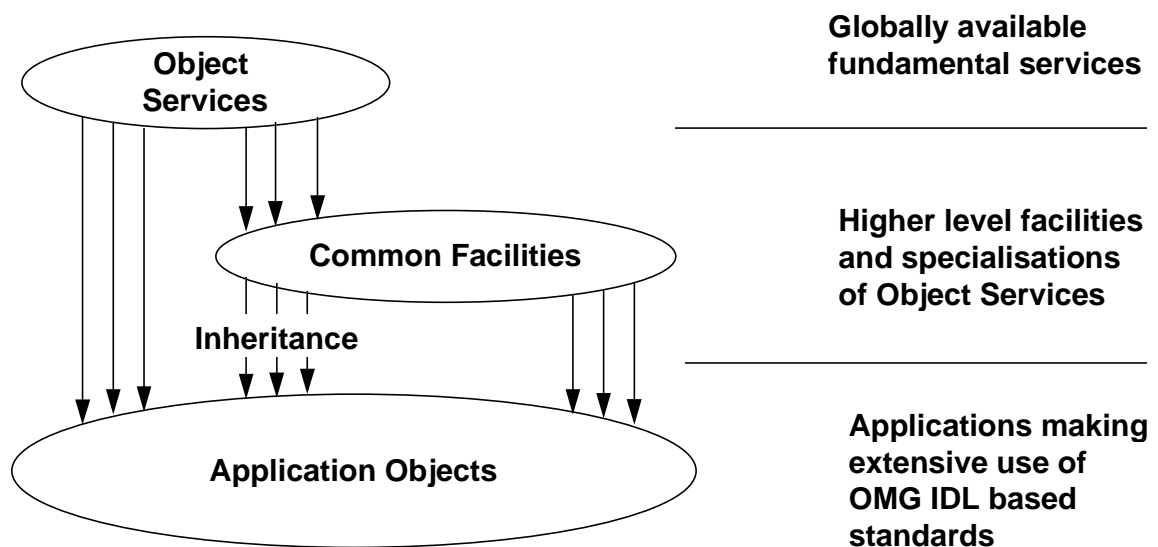 Object
Services
Globally available
fundamental services
Common Facilities
Higher level facilities
and specialisations
of Object Services
Inheritance
Application Objects
Applications making
extensive use of
OMG IDL based
standards